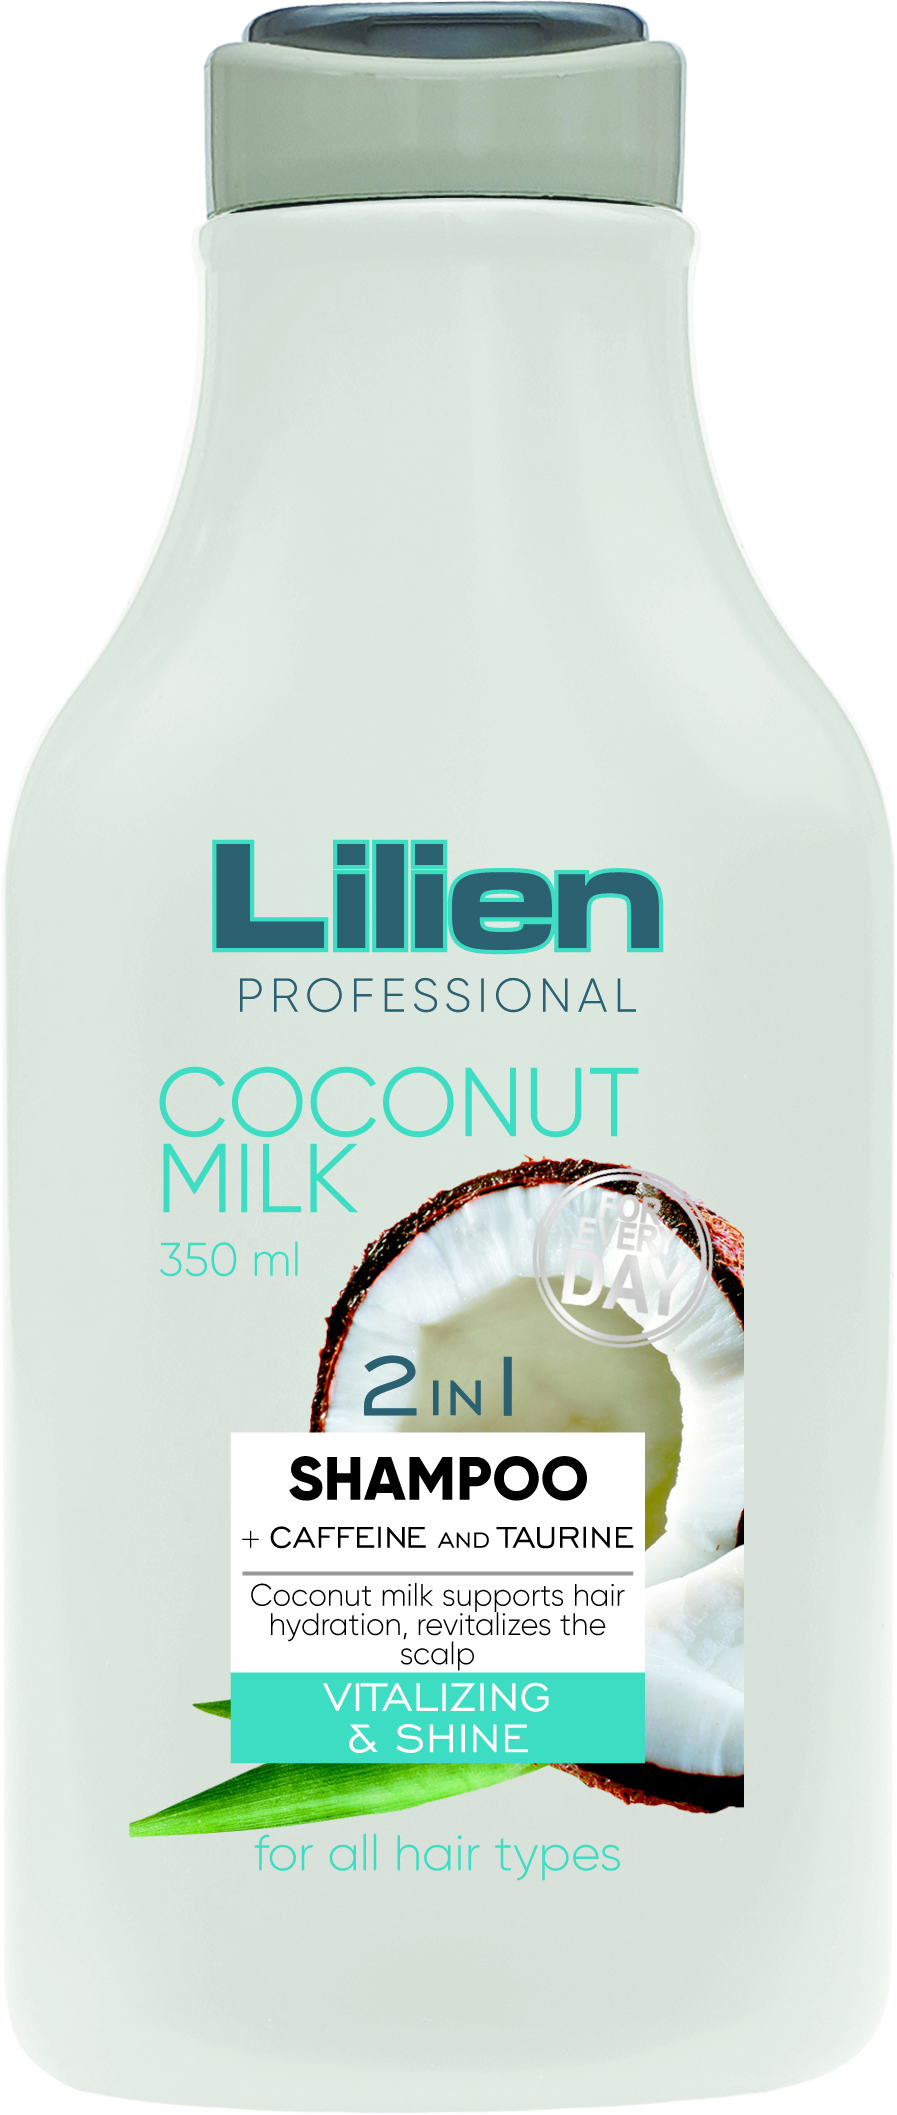 Lilien
PROFESSIONAL
COCONUT
MILK
350 ml
FOR
EVERY
DAY
2 IN 1
SHAMPOO
+ CAFFEINE AND TAURINE
Coconut milk supports hair
hydration, revitalizes the
scalp
VITALIZING
& SHINE
for all hair types